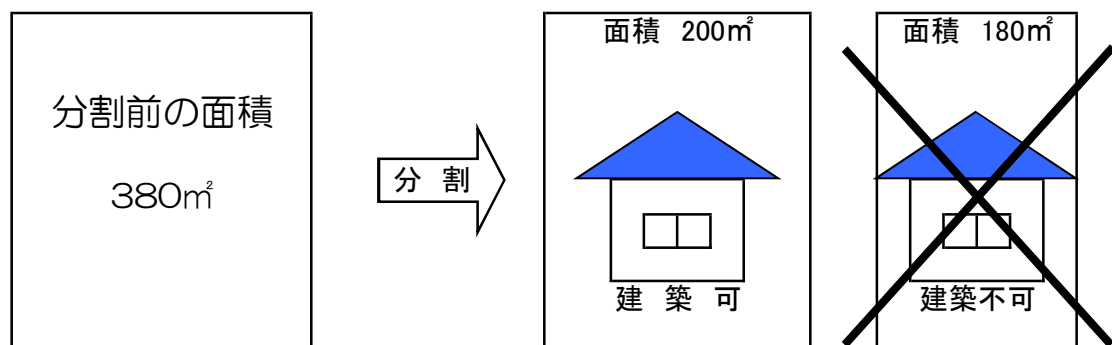 分割前の面積
380㎡
分 割
面積 200㎡
建 築 可
面積 180㎡
建築不可